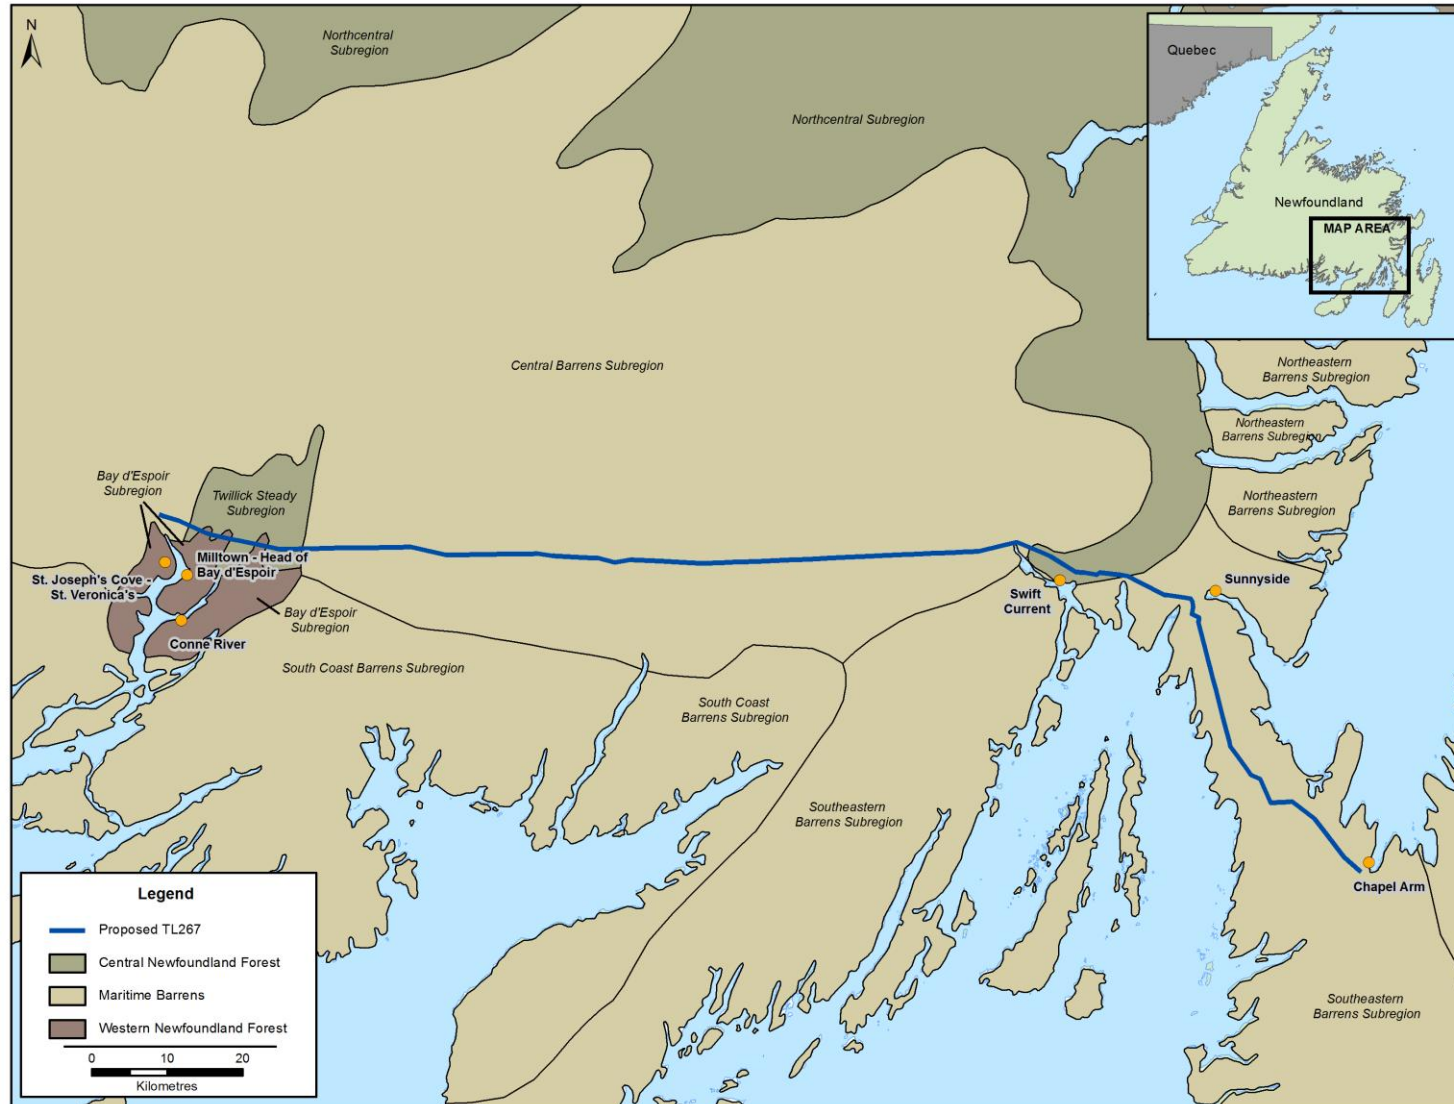 N
Northcentral
Subregion
Northcentral Subregion
Quebec
Newfoundland
MAP AREA
Central Barrens Subregion
Northeastern
Barrens Subregion
Northeastern
Barrens Subregion
Northeastern
Barrens Subregion
Bay d'Espoir
Subregion
Twillick Steady
Subregion
Milltown - Head of
Bay d'Espoir
St. Joseph's Cove -
St. Veronica's
Bay d'Espoir
Subregion
Conne River
Swift
Current
Sunnyside
South Coast Barrens Subregion
South Coast
Barrens Subregion
Southeastern
Barrens Subregion
Chapel Arm
Southeastern
Barrens Subregion
Legend
Proposed TL267
Central Newfoundland Forest
Maritime Barrens
Western Newfoundland Forest
0 10 20
Kilometres